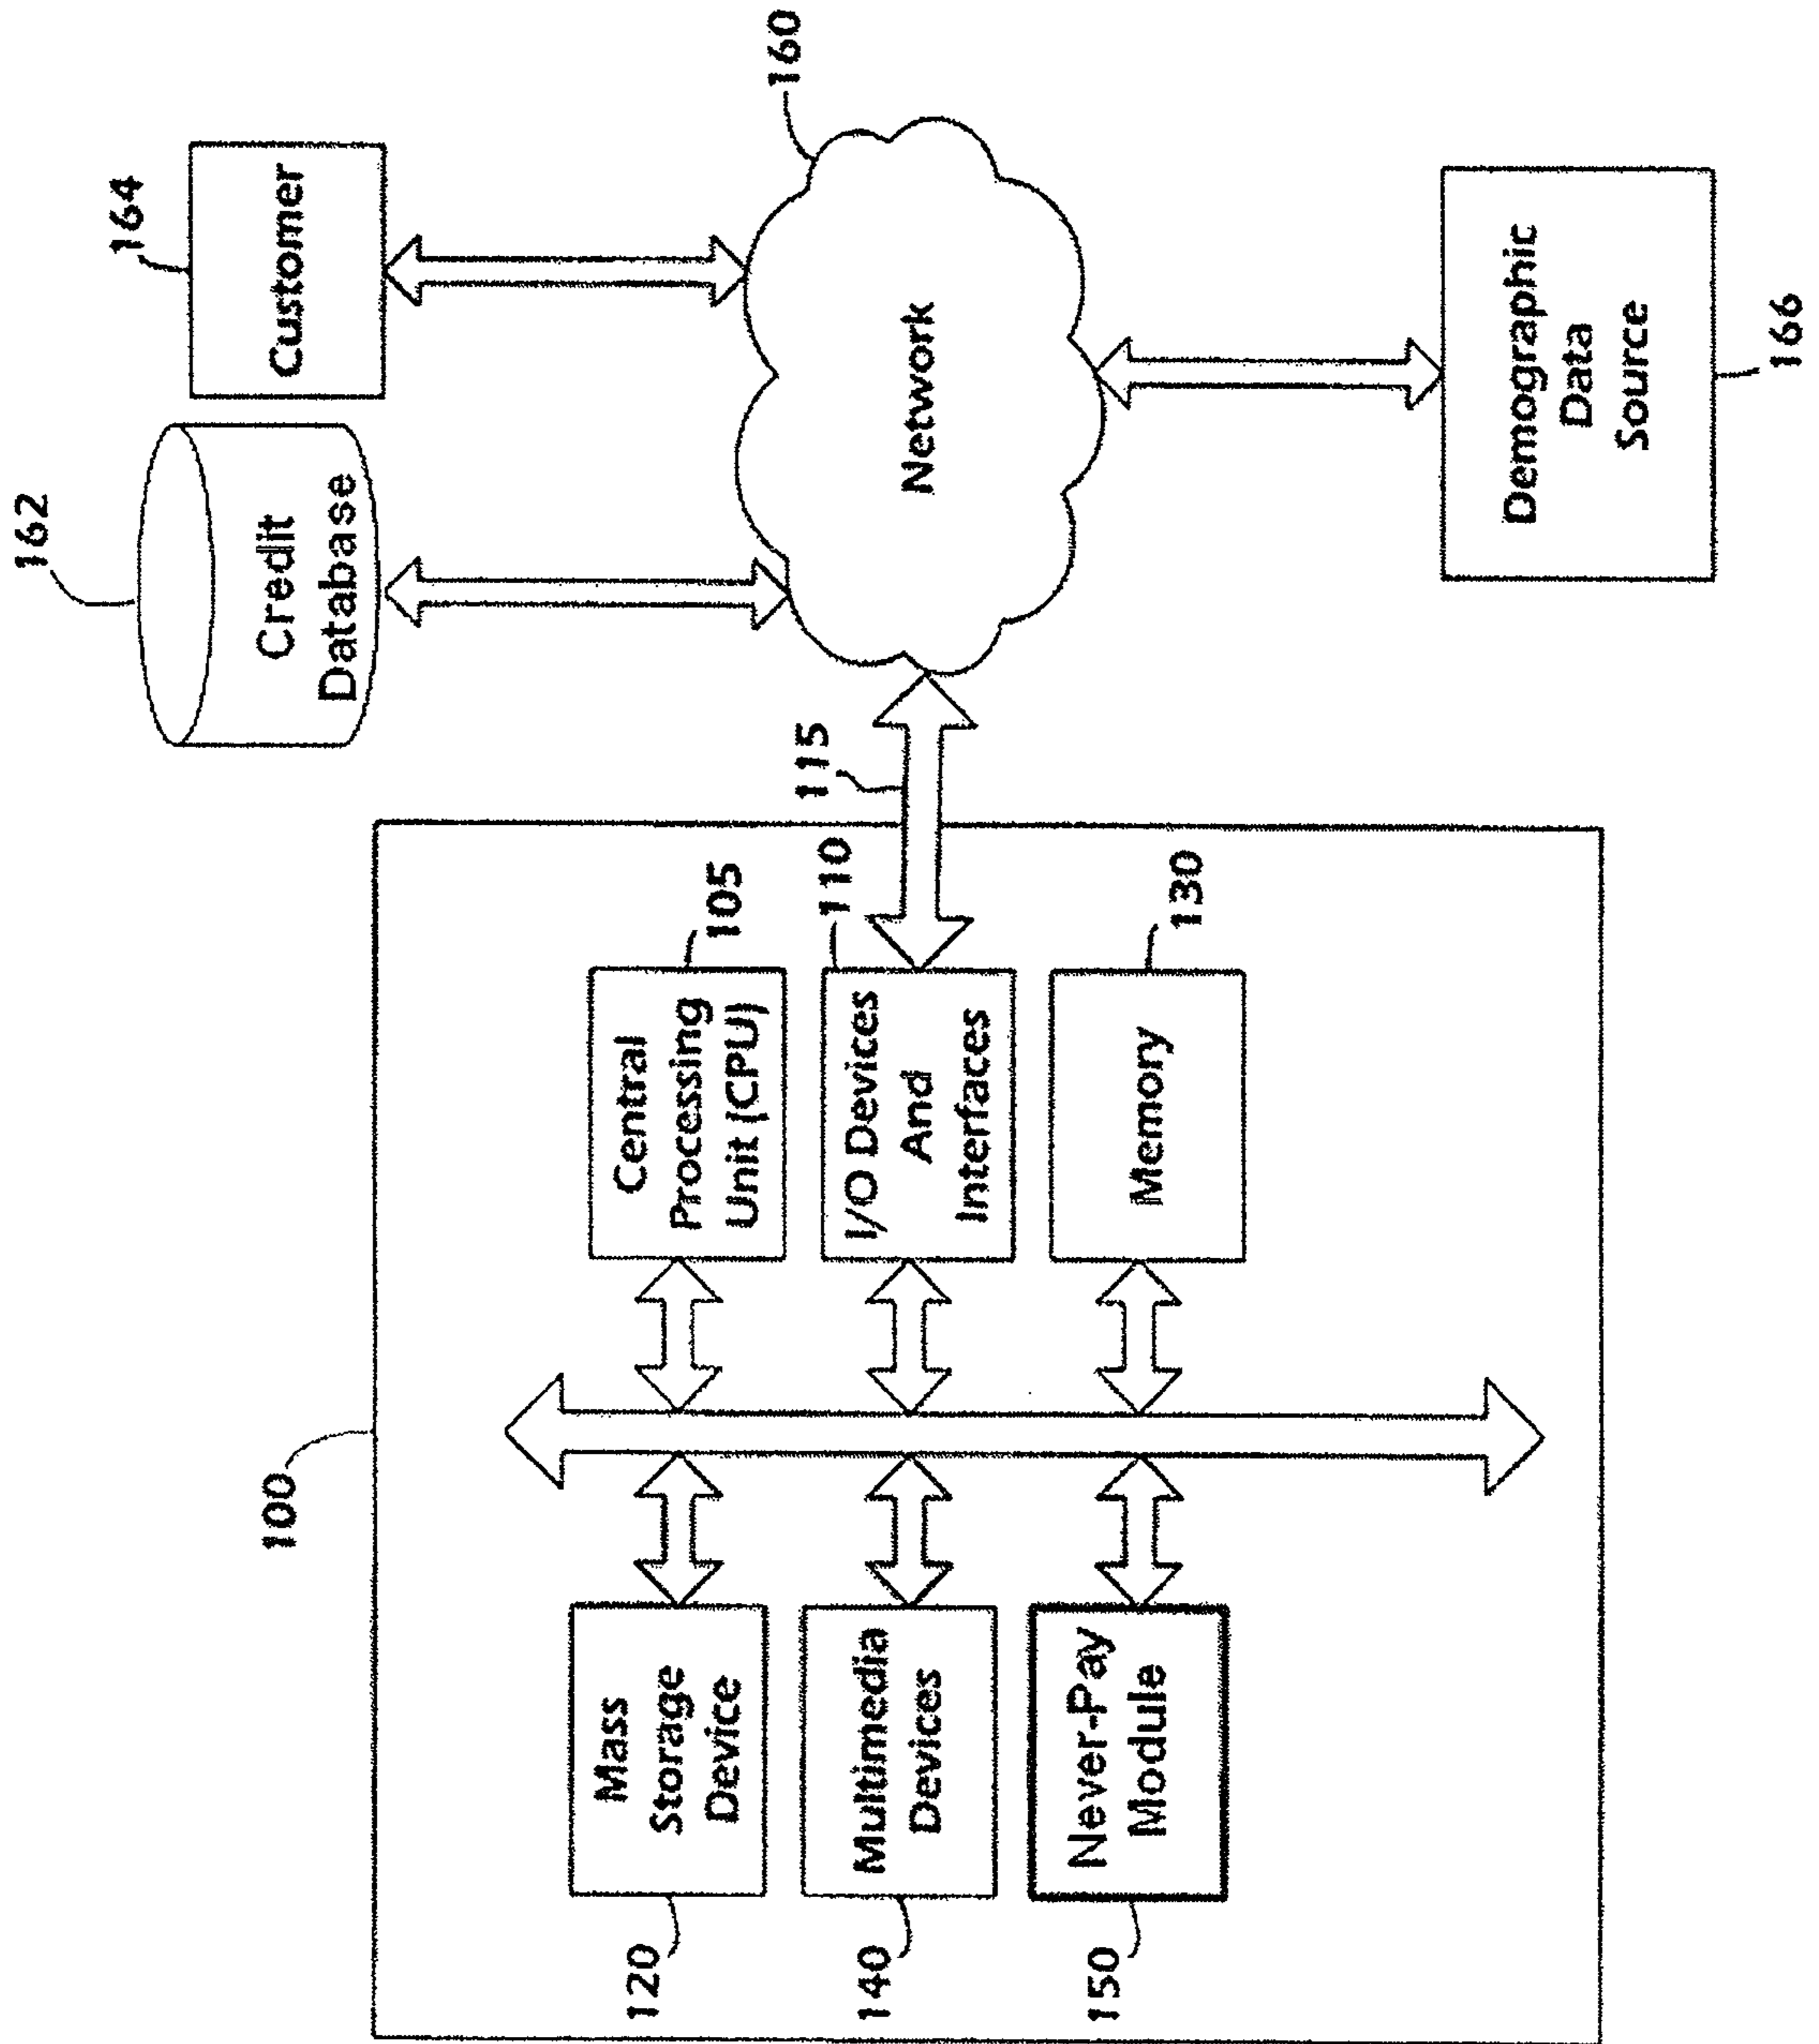 100
120
Mass
Storage
Device
140
Multimedia
Devices
150
Never-Pay
Module
Central
Processing
Unit (CPU)
105
I/O Devices
And
Interfaces
110
Memory
130
115
162
Credit
Database
164
Customer
Network
160
Demographic
Data
Source
166